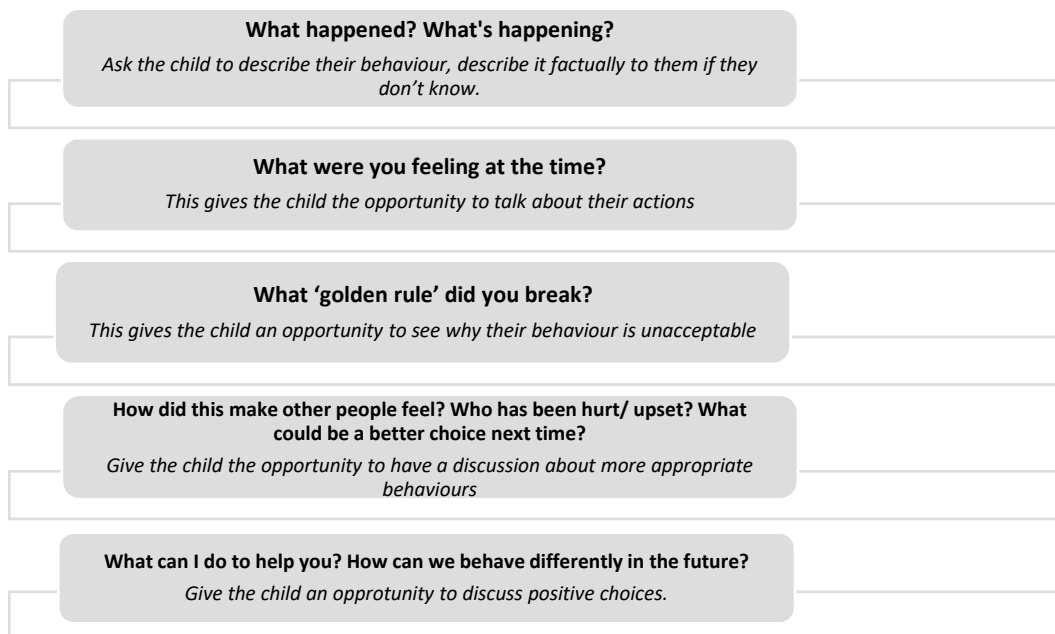 What happened? What's happening?
Ask the child to describe their behaviour, describe it factually to them if they
don’t know.
What were you feeling at the time?
This gives the child the opportunity to talk about their actions
What ‘golden rule’ did you break?
This gives the child an opportunity to see why their behaviour is unacceptable
How did this make other people feel? Who has been hurt/ upset? What
could be a better choice next time?
Give the child the opportunity to have a discussion about more appropriate
behaviours
What can I do to help you? How can we behave differently in the future?
Give the child an opprotunity to discuss positive choices.